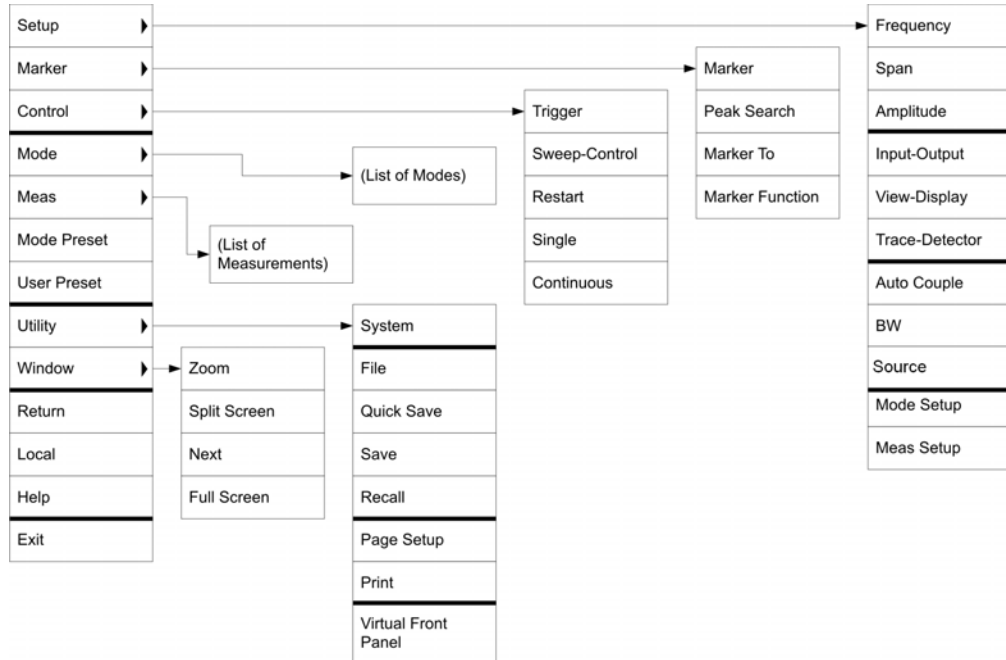 Setup
Marker
Control
Mode
Meas
Mode Preset
User Preset
Utility
Window
Return
Local
Help
Exit
(List of
Measurements)
Zoom
Split Screen
Next
Full Screen
(List of Modes)
System
File
Quick Save
Save
Recall
Page Setup
Print
Virtual Front
Panel
Trigger
Sweep-Control
Restart
Single
Continuous
Marker
Peak Search
Marker To
Marker Function
Frequency
Span
Amplitude
Input-Output
View-Display
Trace-Detector
Auto Couple
BW
Source
Mode Setup
Meas Setup